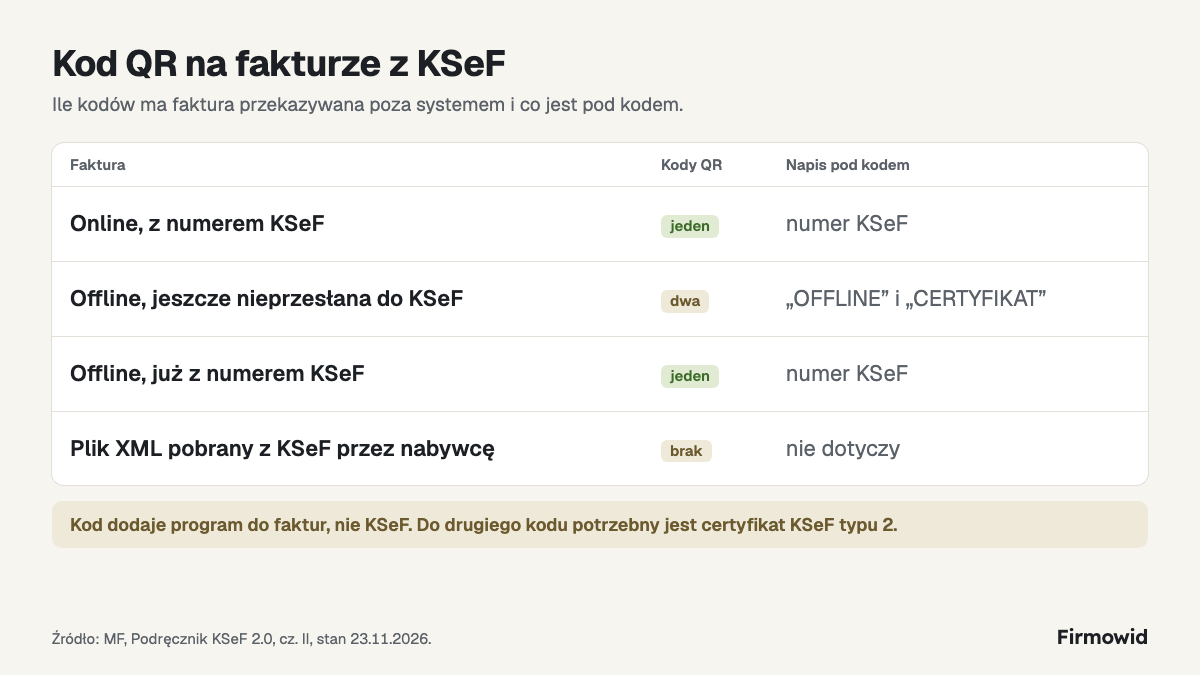 Kod QR na fakturze z KSeF
Ile kodów ma faktura przekazywana poza systemem i co jest pod kodem.
Faktura Kody QR Napis pod kodem
Online, z numerem KSeF jeden numer KSeF
Offline, jeszcze nieprzesłana do KSeF dwa „OFFLINE” i „CERTYFIKAT”
Offline, już z numerem KSeF jeden numer KSeF
Plik XML pobrany z KSeF przez nabywcę brak nie dotyczy
Kod dodaje program do faktur, nie KSeF. Do drugiego kodu potrzebny jest certyfikat KSeF typu 2.
Źródło: MF, Podręcznik KSeF 2.0, cz. II, stan 23.11.2026.
Firmowid